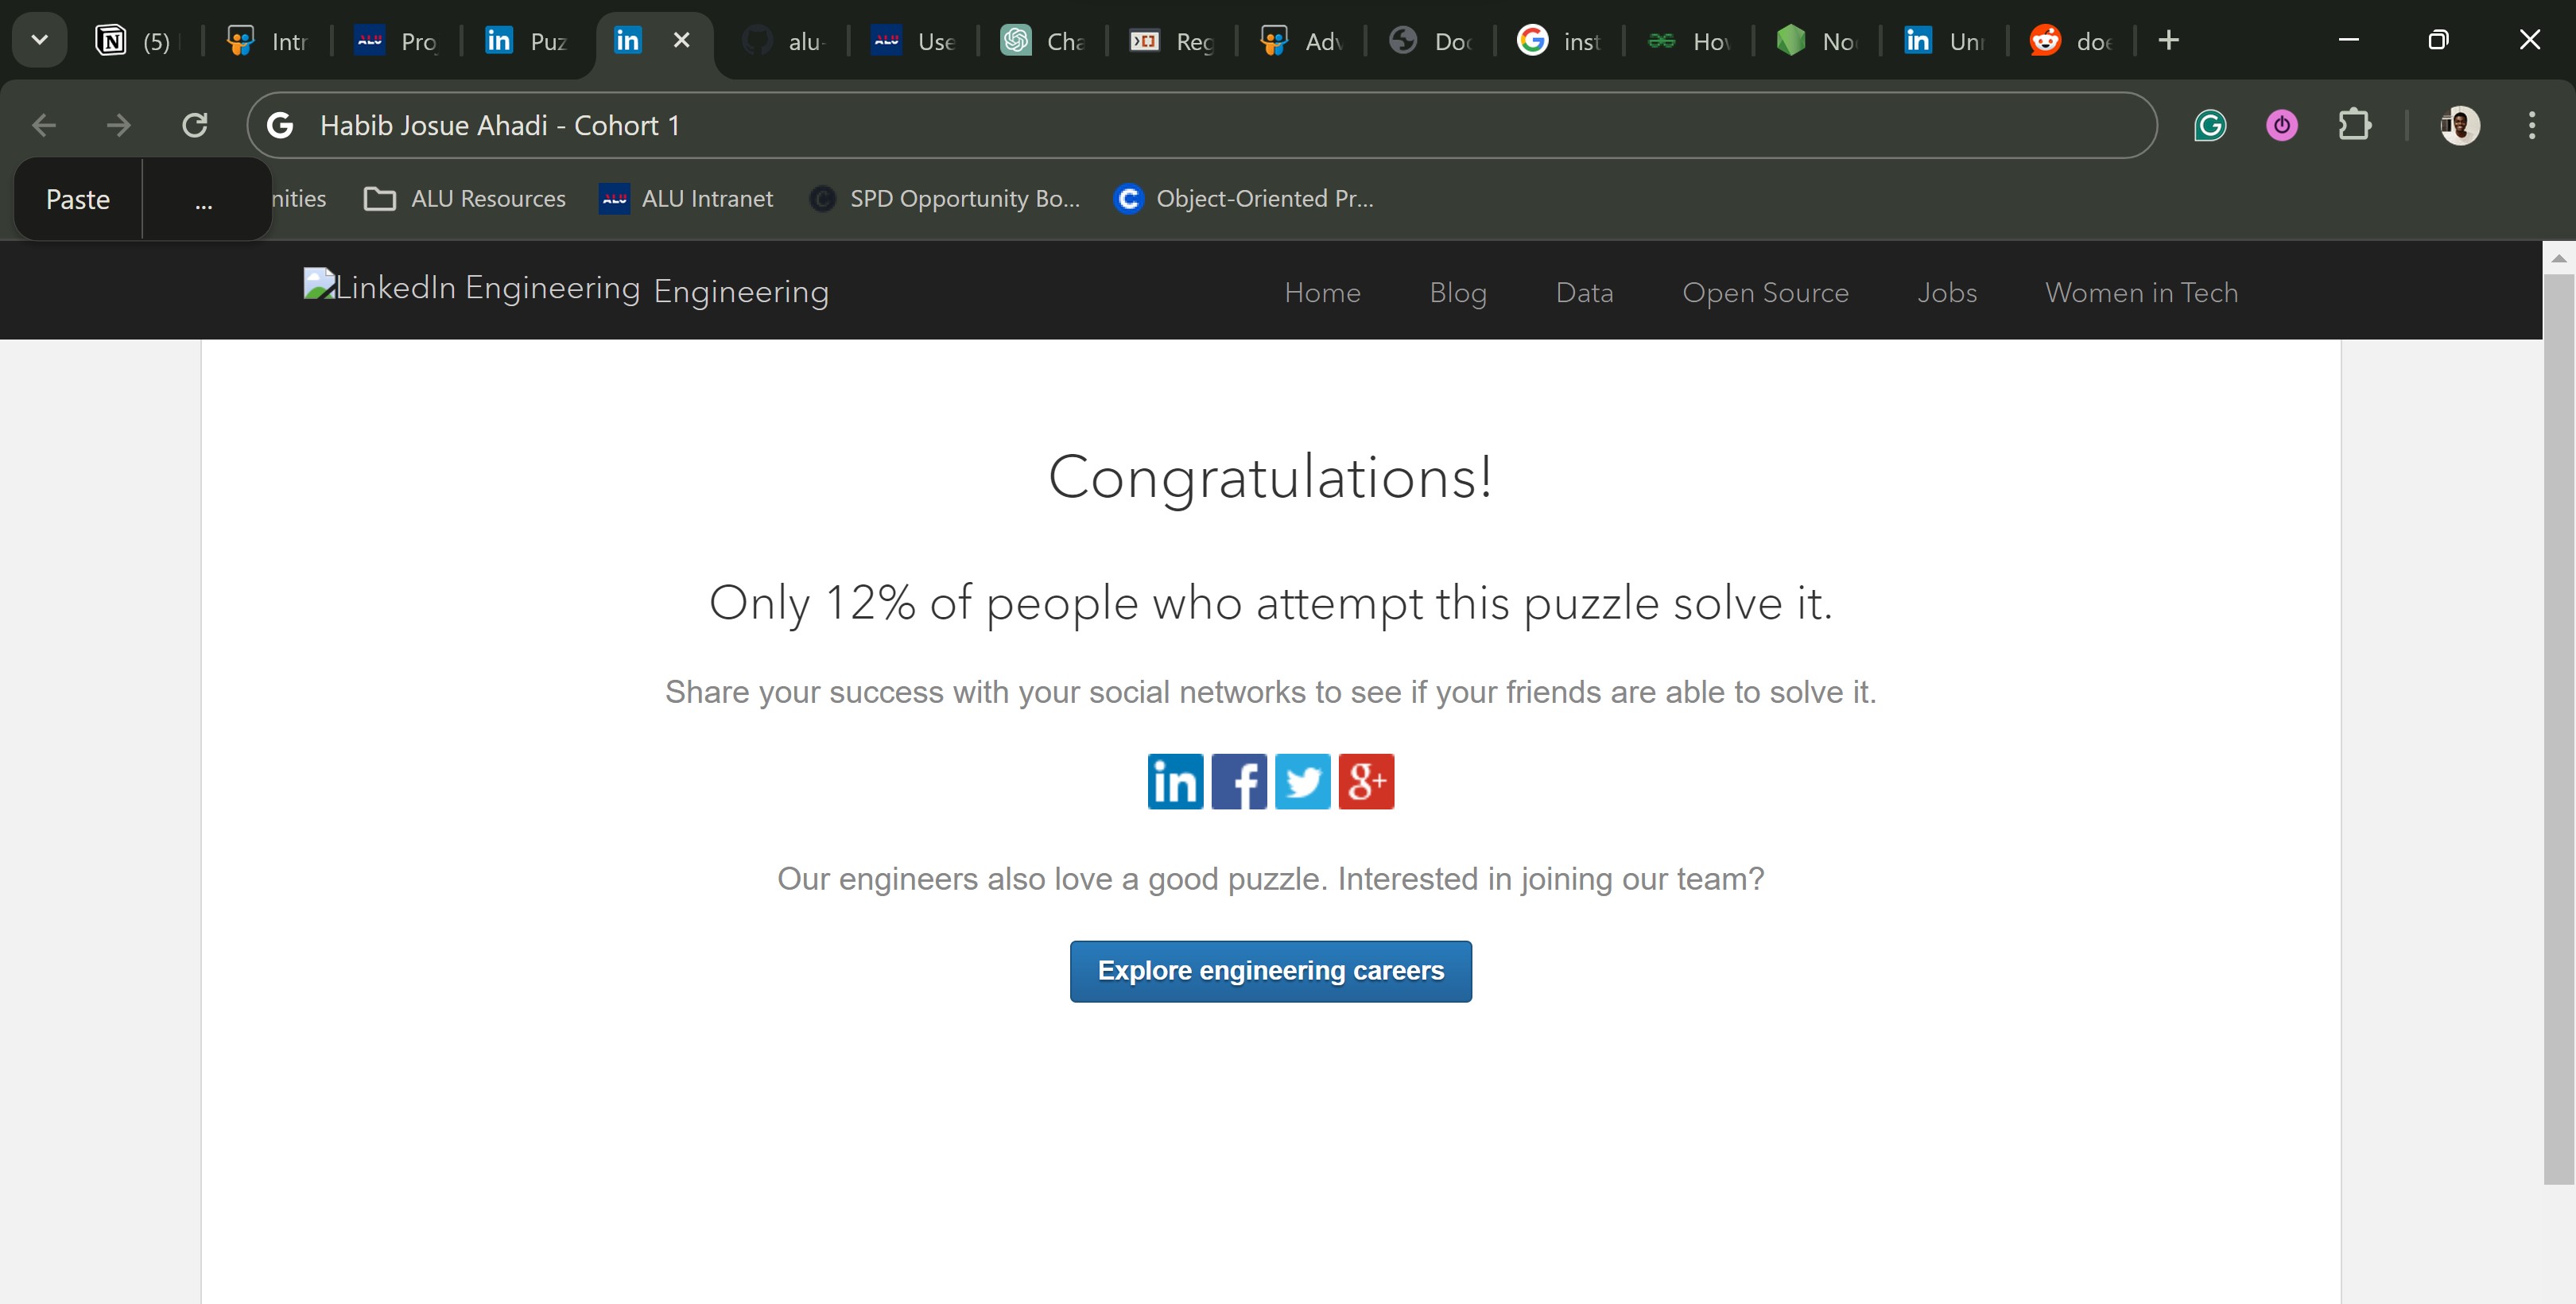 (5)
Intr
Pro
Puz
alu-
Use
Cha
Reg
Adv
Doc
inst
How
No
Unr
doe
Habib Josue Ahadi - Cohort 1
Paste
...
nities
ALU Resources
ALU Intranet
SPD Opportunity Bo...
Object-Oriented Pr...
LinkedIn Engineering Engineering
Home
Blog
Data
Open Source
Jobs
Women in Tech
Congratulations!
Only 12% of people who attempt this puzzle solve it.
Share your success with your social networks to see if your friends are able to solve it.
in f g+
Our engineers also love a good puzzle. Interested in joining our team?
Explore engineering careers